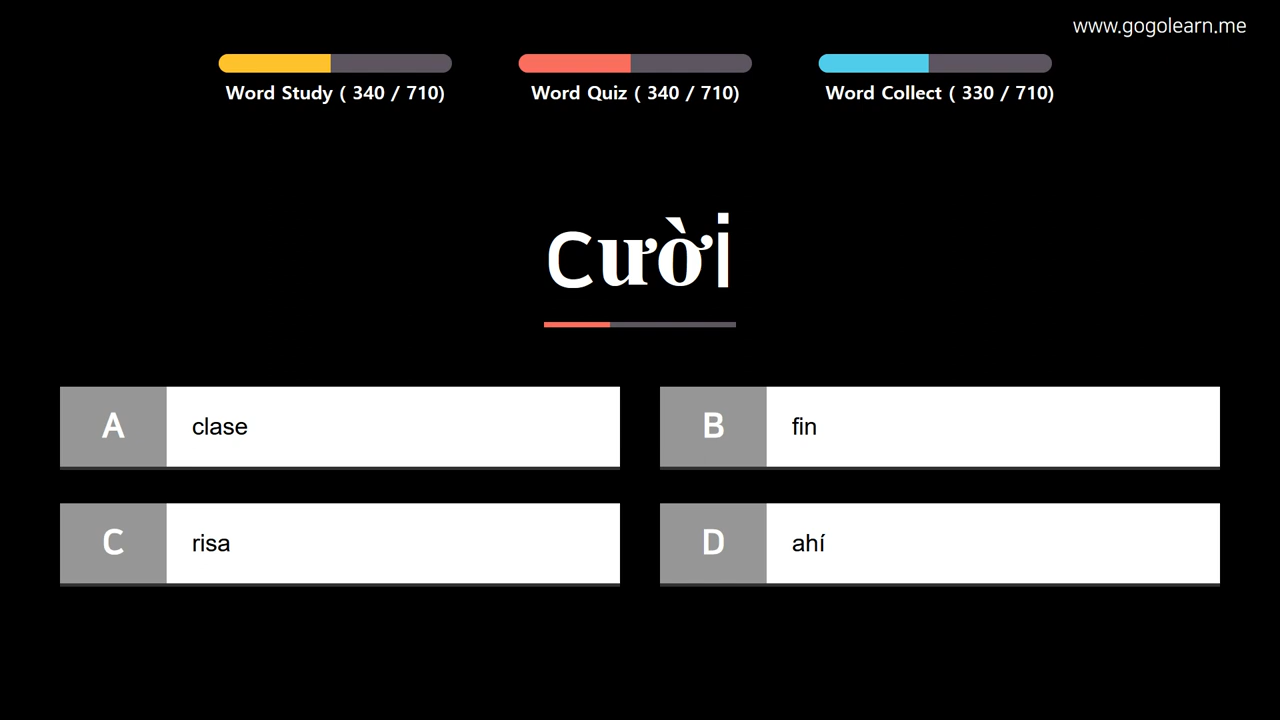 www.gogolearn.me
Word Study ( 340 / 710)
Word Quiz ( 340 / 710)
Word Collect ( 330 / 710)
cười
A clase
B fin
C risa
D ahí